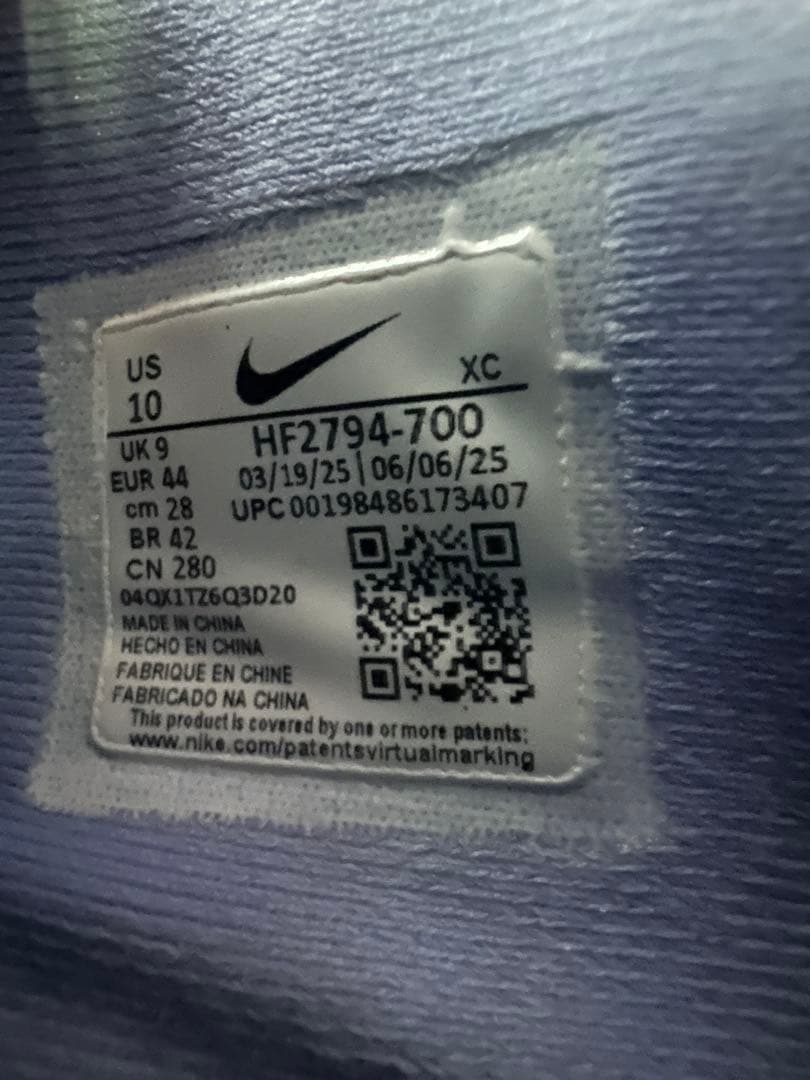 US XC
10
UK 9 HF2794-700
EUR 44 03/19/25\06/06/25
cm 28 UPC 00198486173407
BR 42
CN 280
04QX1TZ6Q3D20
MADE IN CHINA
HECHO EN CHINA
FABRIQUE EN CHINE
FABRICADO NA CHINA
This product is covered by one or more patents:
www.nike.com/patentsvirtualmarking